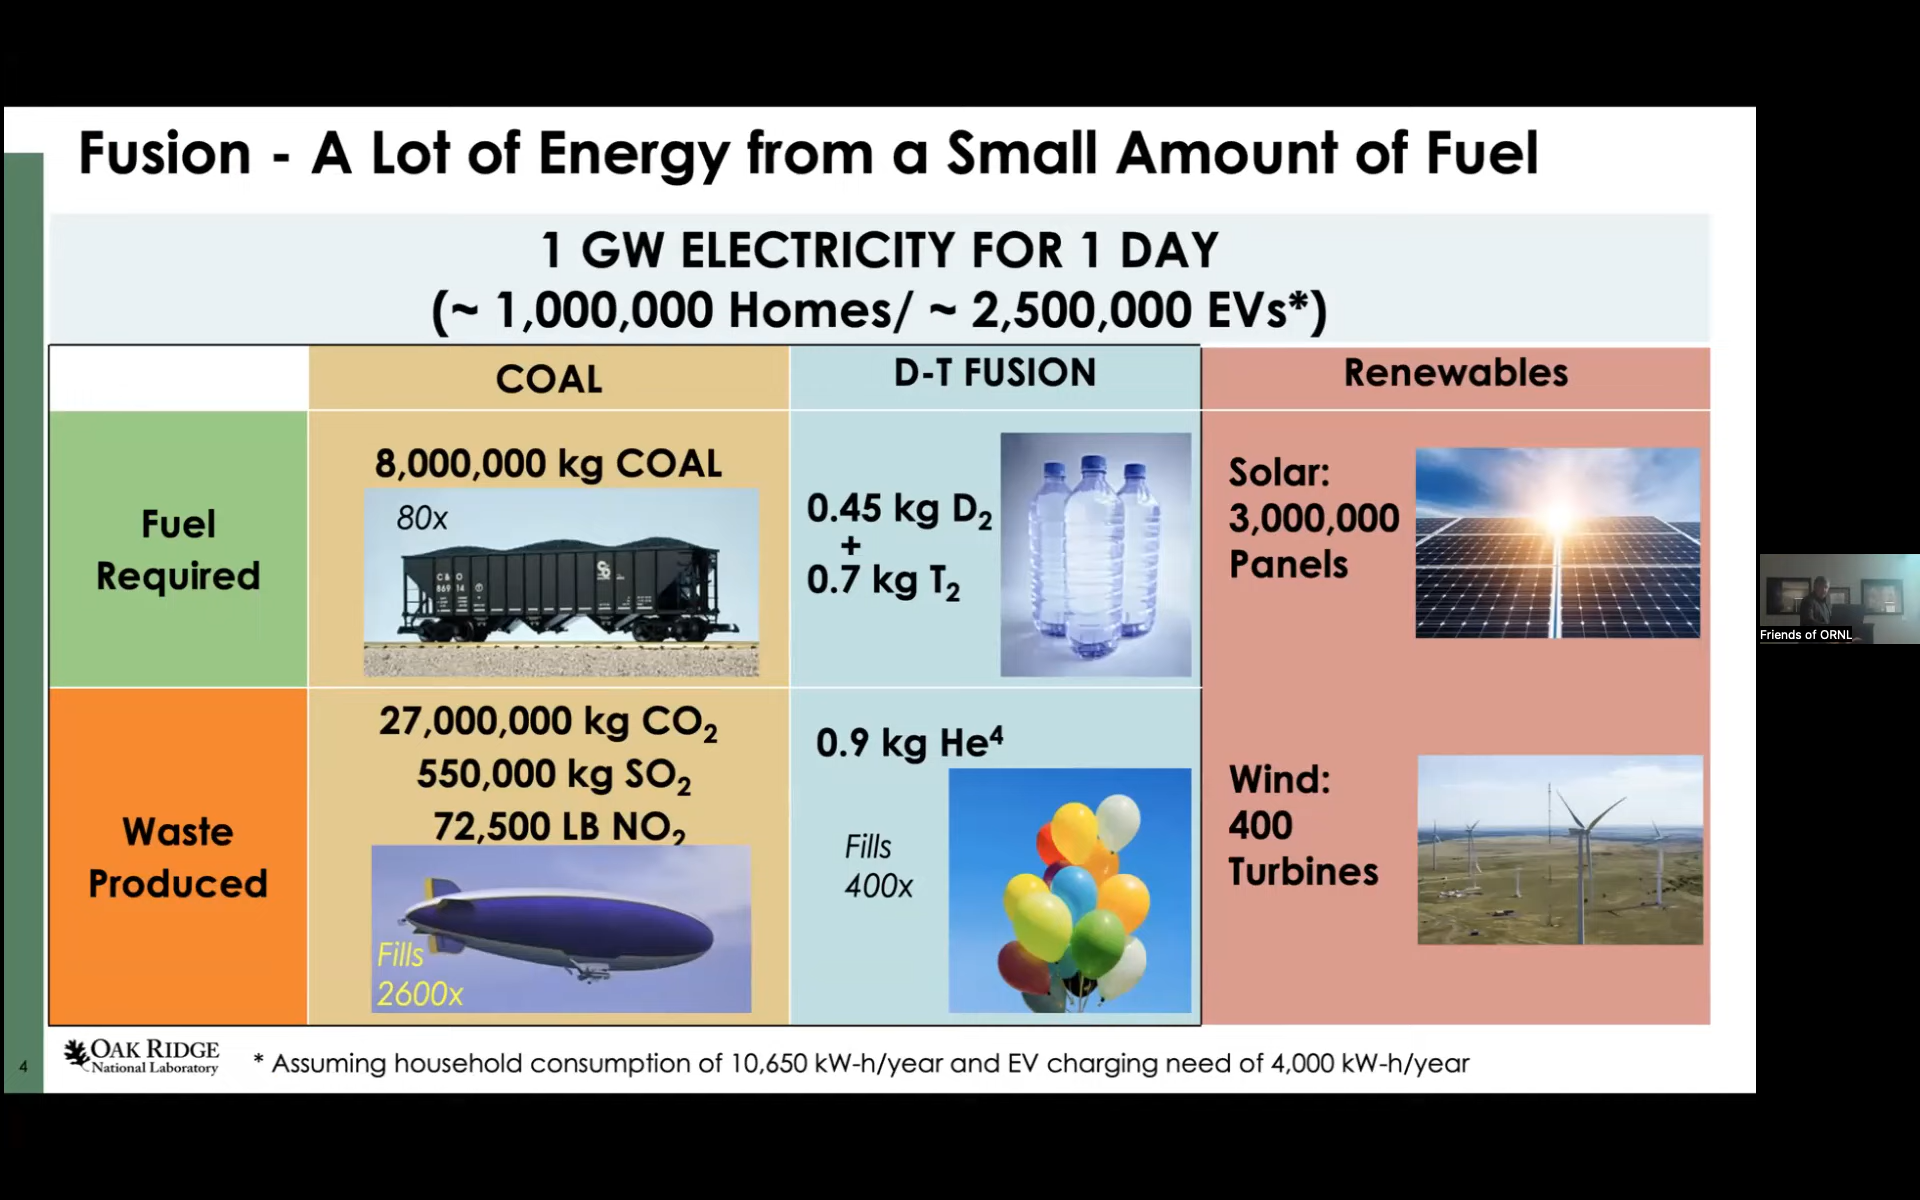 Fusion - A Lot of Energy from a Small Amount of Fuel
1 GW ELECTRICITY FOR 1 DAY
(~ 1,000,000 Homes/ ~ 2,500,000 EVs*)
COAL
D-T FUSION
Renewables
Fuel
Required
8,000,000 kg COAL
80x
C&O
0.45 kg D₂
+
0.7 kg T₂
Solar:
3,000,000
Panels
Waste
Produced
27,000,000 kg CO₂
550,000 kg SO₂
72,500 LB NO₂
Fills
2600x
0.9 kg He⁴
Fills
400x
Wind:
400
Turbines
4
OAK RIDGE
National Laboratory
* Assuming household consumption of 10,650 kW-h/year and EV charging need of 4,000 kW-h/year
Friends of ORNL